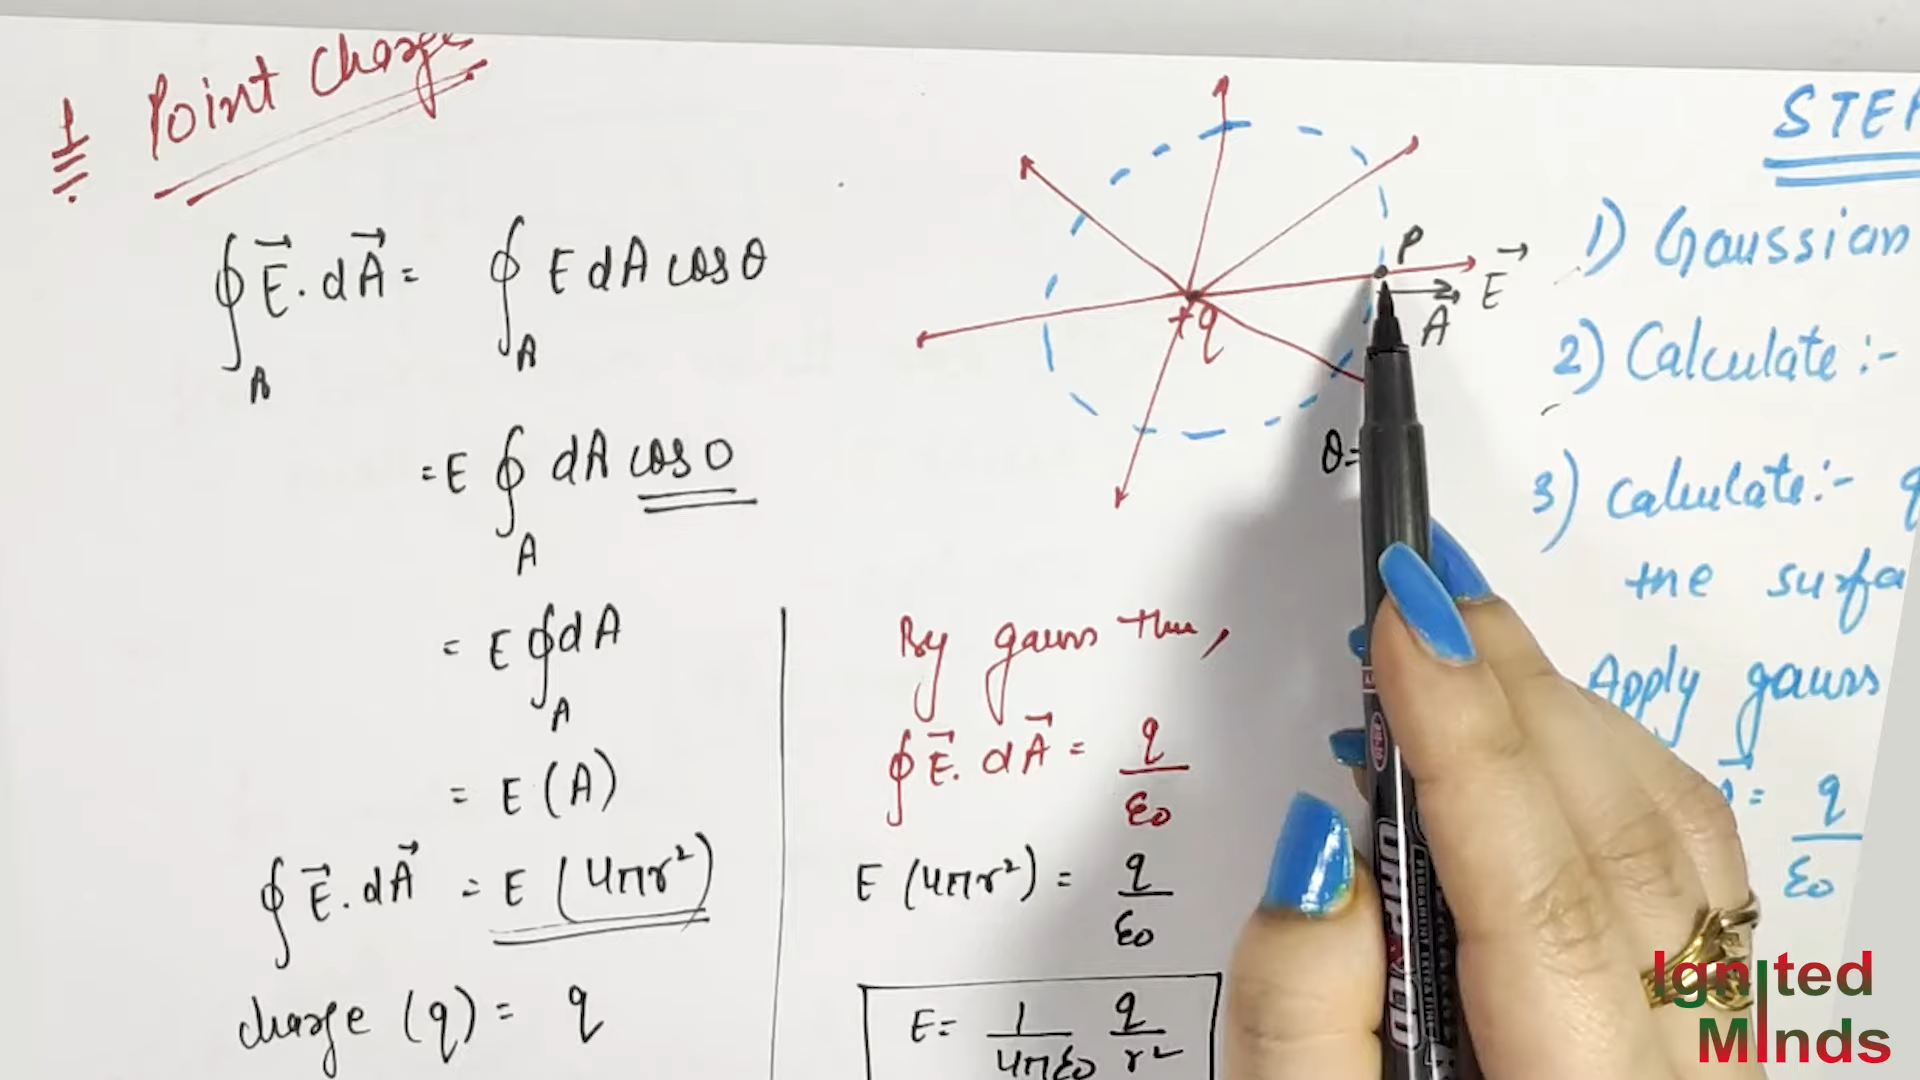 1 Point Charge
∮_A E⃗ . dA⃗ = ∮_A E dA cos θ
= E ∮_A dA cos 0
= E ∮_A dA
= E (A)
∮ E⃗ . dA⃗ = E (4πr²)
charge (q) = q
+q
P
E⃗
A⃗
θ=
By gauss thm,
∮ E⃗ . dA⃗ = q/ε0
E (4πr²) = q/ε0
E = 1/4πε0 q/r²
STEP
1) Gaussian
2) Calculate :-
3) Calculate :- q
the surfa
Apply gauss
= q/ε0
Ignited
Minds